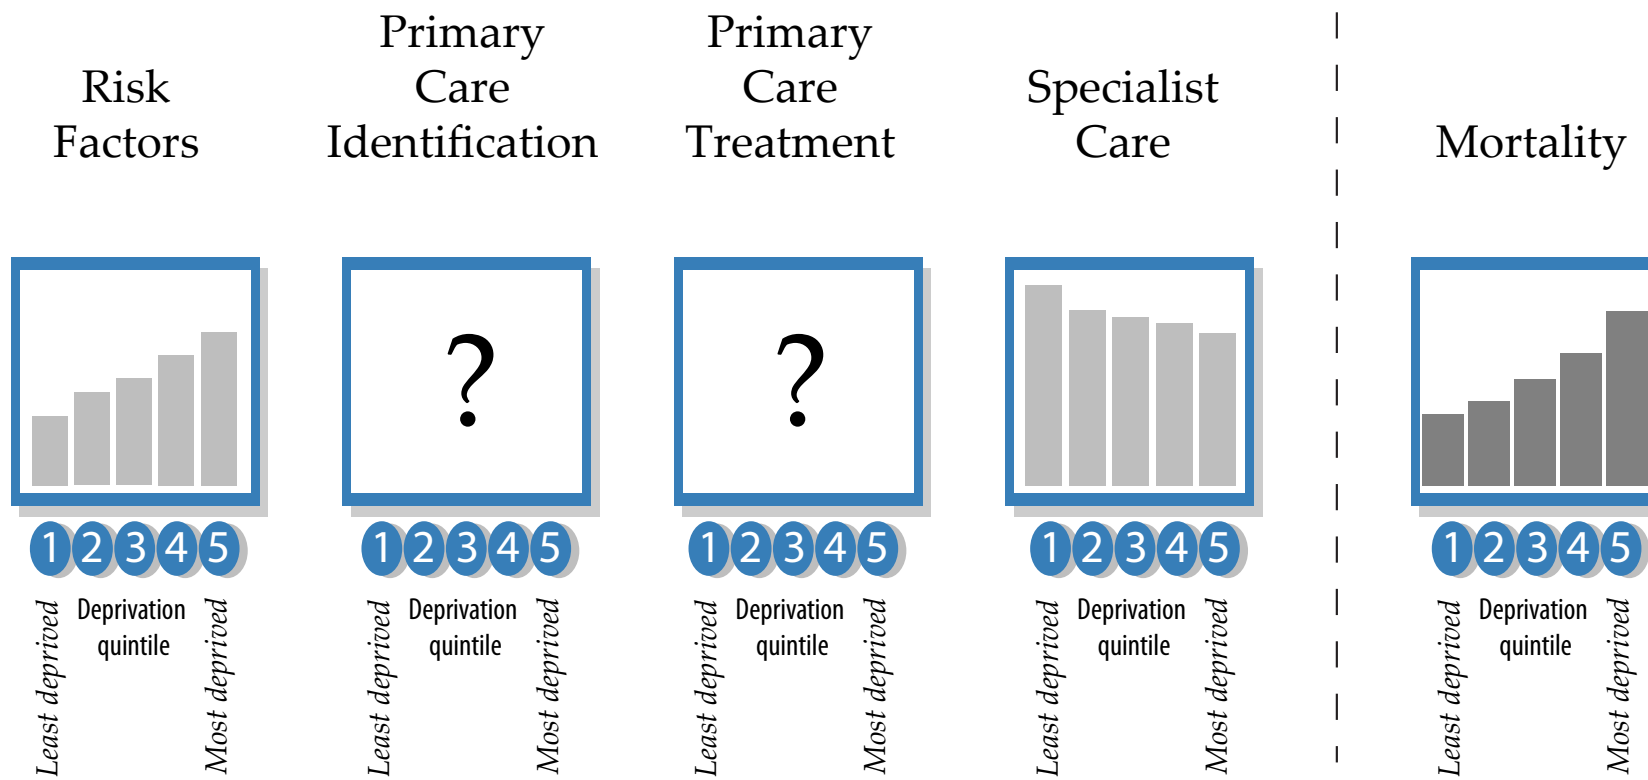 Risk
Factors
Primary
Care
Identification
Primary
Care
Treatment
Specialist
Care
Mortality
?
?
1 2 3 4 5
1 2 3 4 5
1 2 3 4 5
1 2 3 4 5
1 2 3 4 5
Least deprived
Deprivation
quintile
Most deprived
Least deprived
Deprivation
quintile
Most deprived
Least deprived
Deprivation
quintile
Most deprived
Least deprived
Deprivation
quintile
Most deprived
Least deprived
Deprivation
quintile
Most deprived